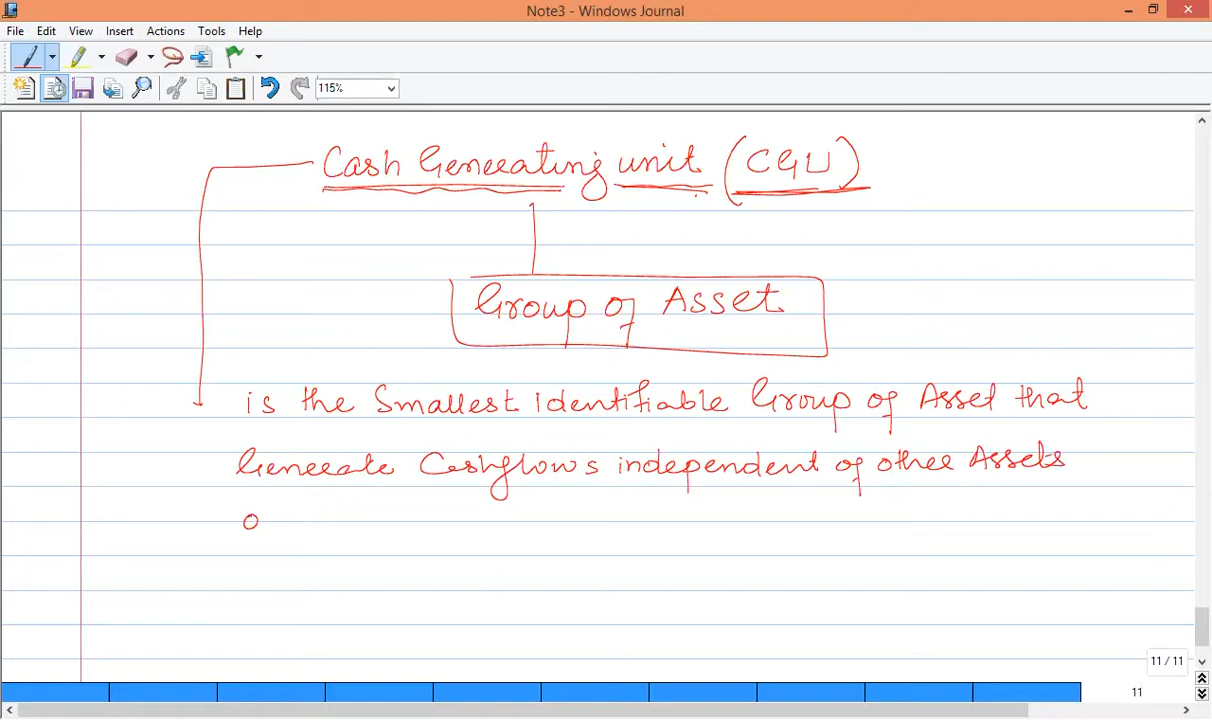 Note3 - Windows Journal
File Edit View Insert Actions Tools Help
115%
Cash Generating unit (CGU)
Group of Asset
is the Smallest Identifiable Group of Asset that
Generate Cashflows independent of other Assets
o
11 / 11
11